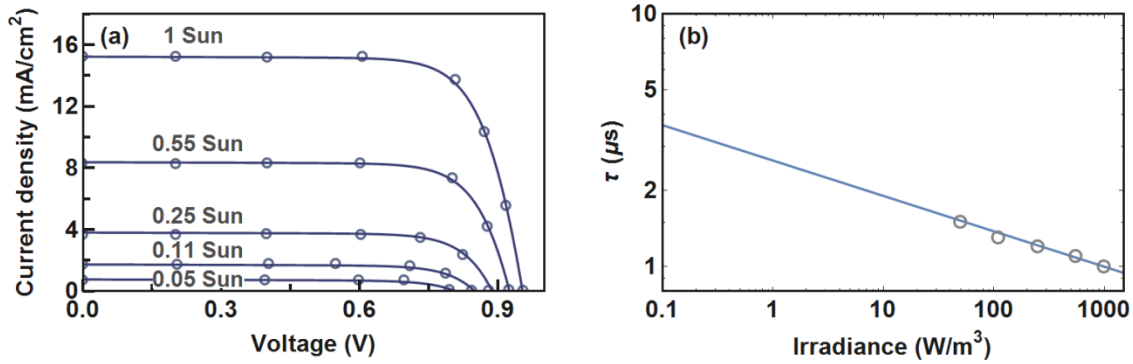 (a)
1 Sun
0.55 Sun
0.25 Sun
0.11 Sun
0.05 Sun
Current density (mA/cm²)
16
12
8
4
0
0.0
0.3
0.6
0.9
Voltage (V)
(b)
τ (μs)
10
5
2
1
0.1
1
10
100
1000
Irradiance (W/m³)